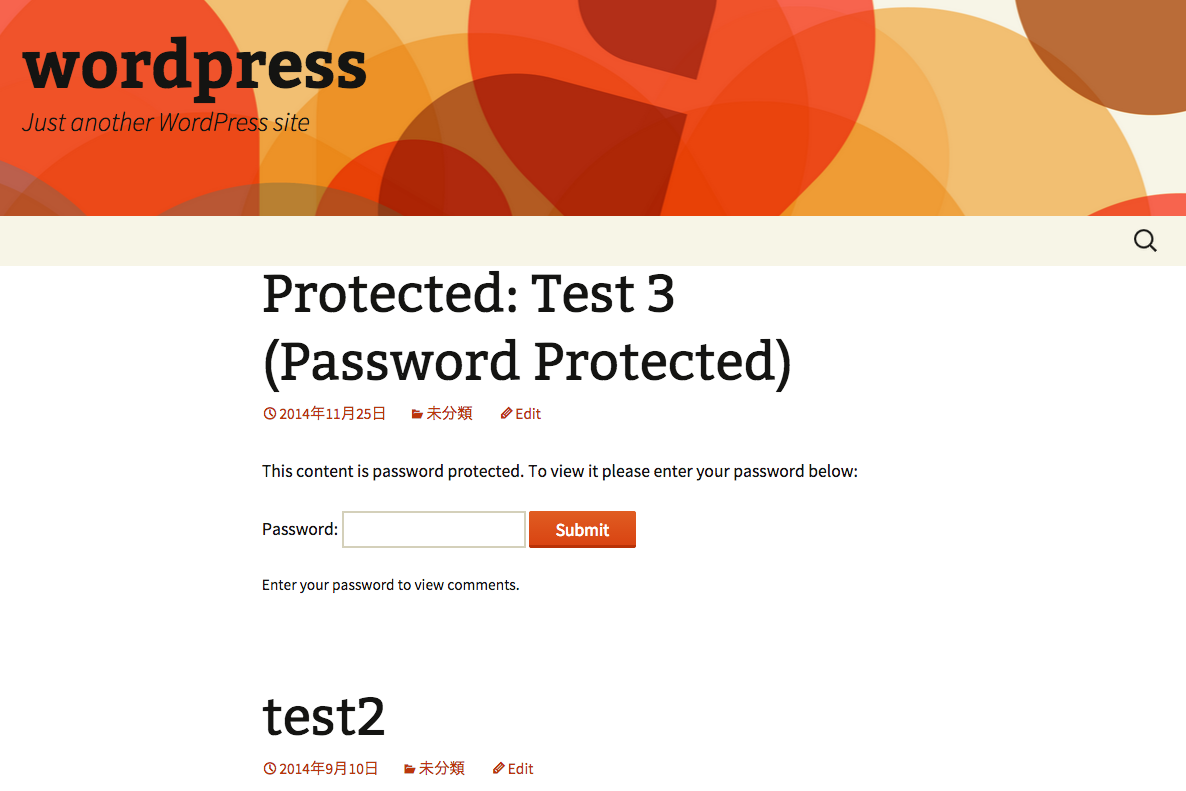 wordpress
Just another WordPress site
Protected: Test 3
(Password Protected)
2014年11月25日 未分類 Edit
This content is password protected. To view it please enter your password below:
Password: Submit
Enter your password to view comments.
test2
2014年9月10日 未分類 Edit